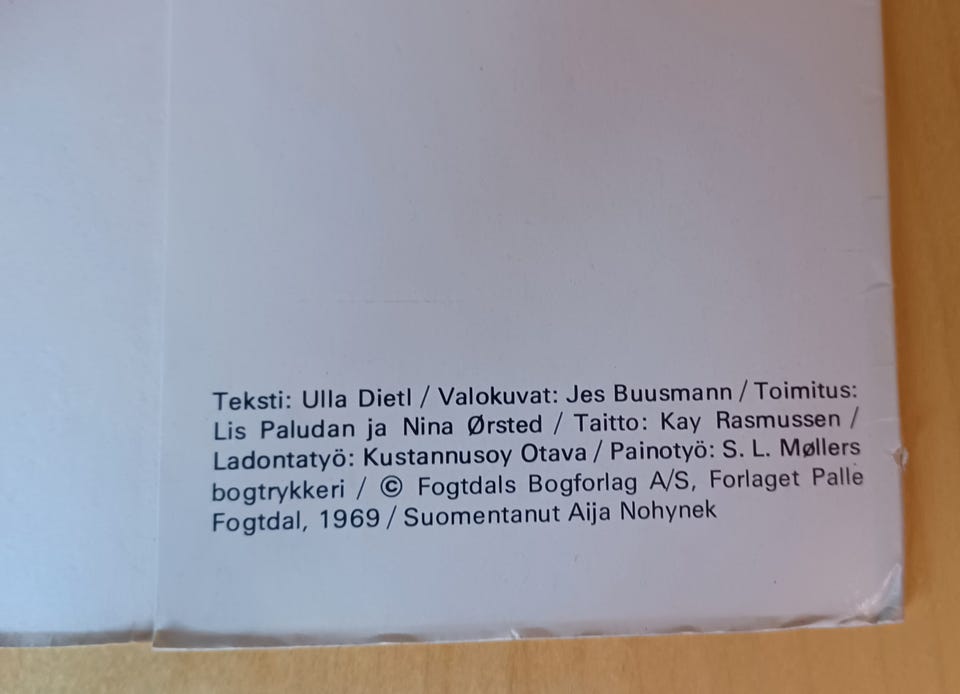 Teksti: Ulla Dietl / Valokuvat: Jes Buusmann / Toimitus:
Lis Paludan ja Nina Ørsted / Taitto: Kay Rasmussen /
Ladontatyö: Kustannusoy Otava / Painotyö: S. L. Møllers
bogtrykkeri / © Fogtdals Bogforlag A/S, Forlaget Palle
Fogtdal, 1969 / Suomentanut Aija Nohynek